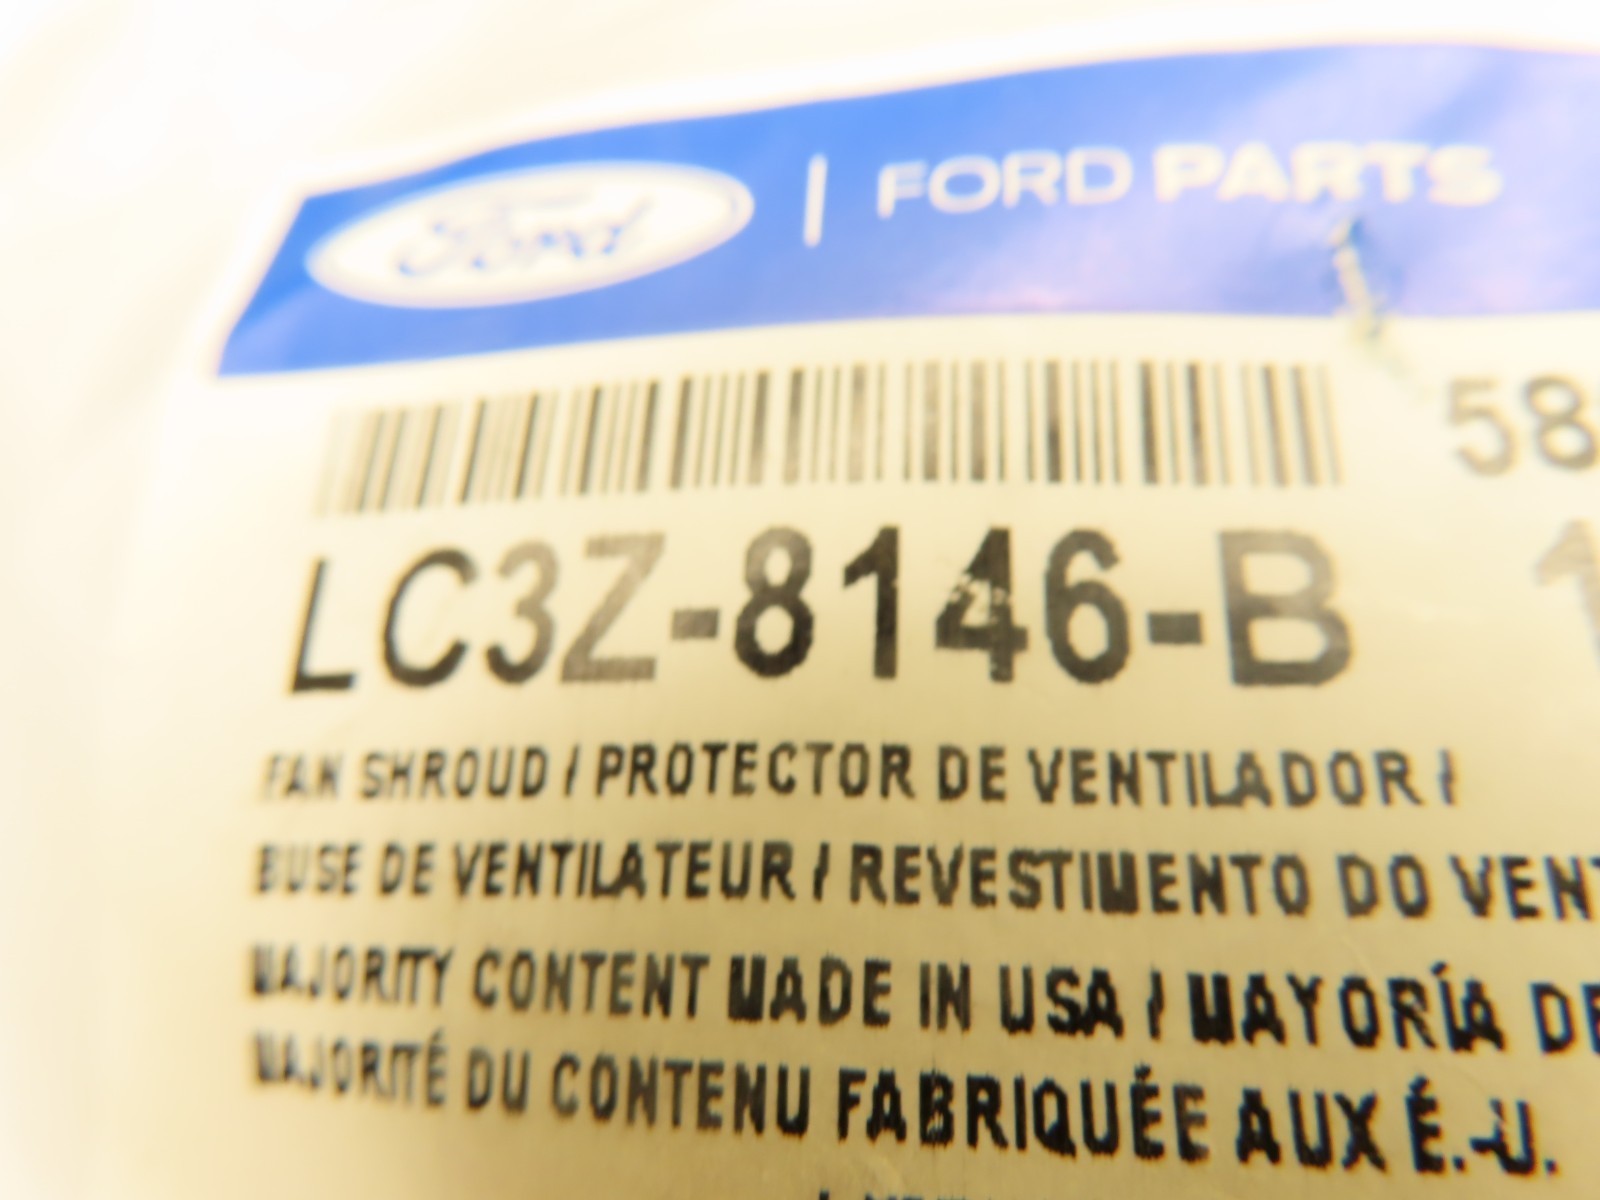 Ford | FORD PARTS
58
LC3Z-8146-B
FAN SHROUD / PROTECTOR DE VENTILADOR /
BUSE DE VENTILATEUR / REVESTIMENTO DO VENT
MAJORITY CONTENT MADE IN USA / MAYORÍA DE
MAJORITÉ DU CONTENU FABRIQUÉE AUX É.-U.